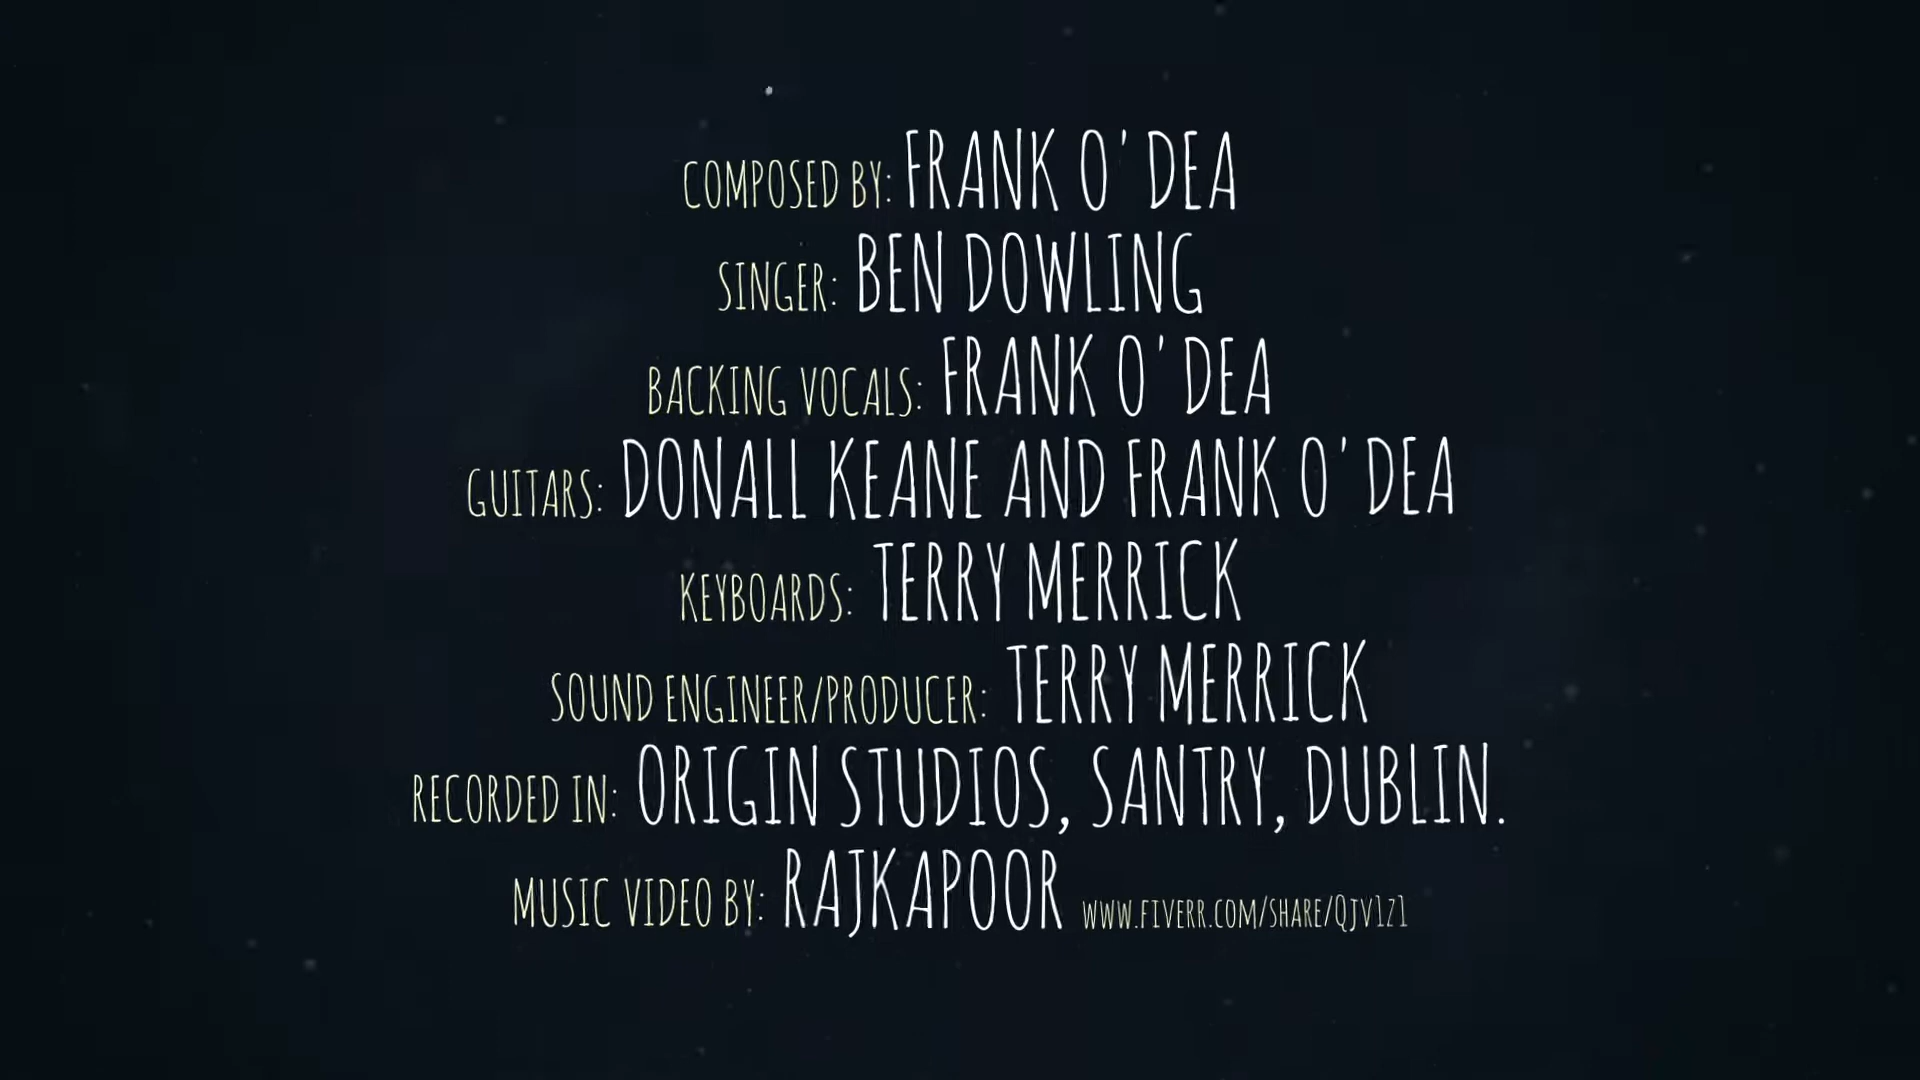 COMPOSED BY: FRANK O'DEA
SINGER: BEN DOWLING
BACKING VOCALS: FRANK O'DEA
GUITARS: DONALL KEANE AND FRANK O'DEA
KEYBOARDS: TERRY MERRICK
SOUND ENGINEER/PRODUCER: TERRY MERRICK
RECORDED IN: ORIGIN STUDIOS, SANTRY, DUBLIN.
MUSIC VIDEO BY: RAJKAPOOR WWW.FIVERR.COM/SHARE/QJV1Z1